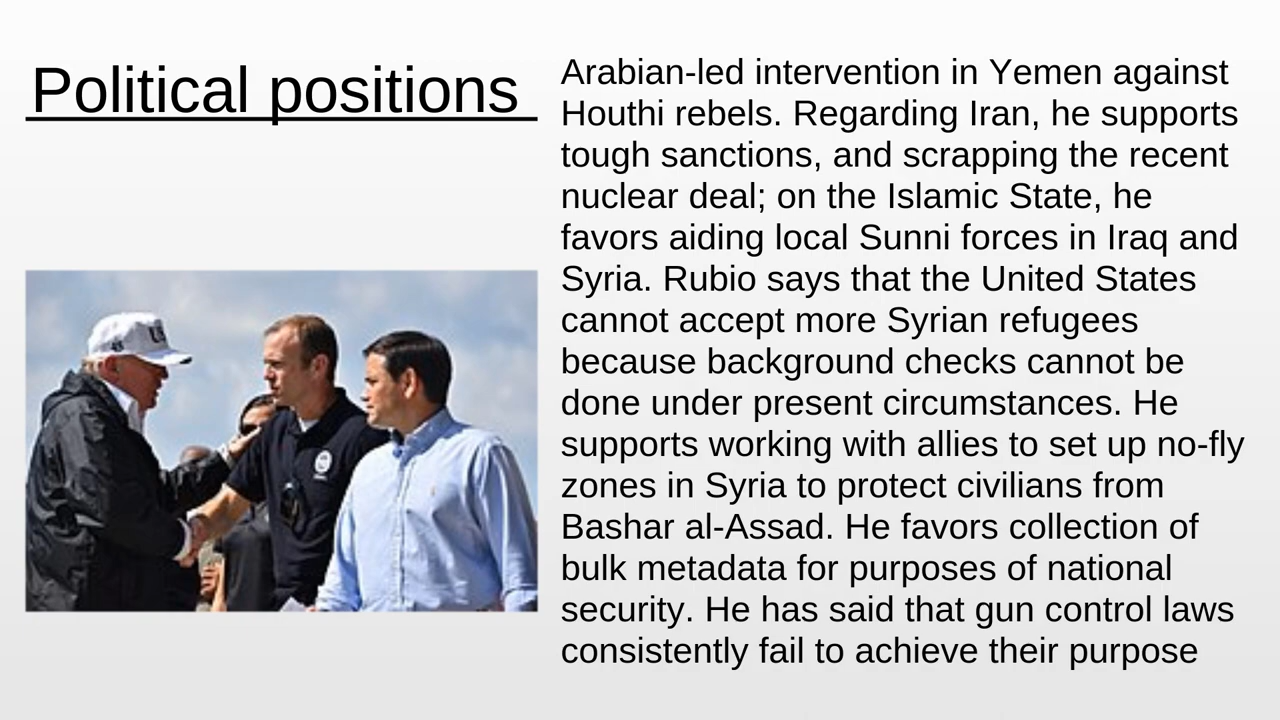 Political positions
Arabian-led intervention in Yemen against
Houthi rebels. Regarding Iran, he supports
tough sanctions, and scrapping the recent
nuclear deal; on the Islamic State, he
favors aiding local Sunni forces in Iraq and
Syria. Rubio says that the United States
cannot accept more Syrian refugees
because background checks cannot be
done under present circumstances. He
supports working with allies to set up no-fly
zones in Syria to protect civilians from
Bashar al-Assad. He favors collection of
bulk metadata for purposes of national
security. He has said that gun control laws
consistently fail to achieve their purpose